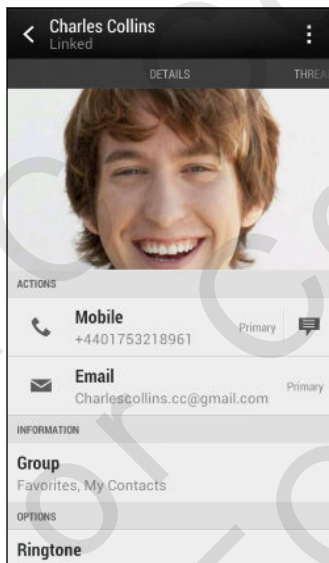 Charles Collins
Linked
DETAILS THREA
ACTIONS
Mobile
+4401753218961
Primary
Email
Charlescollins.cc@gmail.com
Primary
INFORMATION
Group
Favorites, My Contacts
OPTIONS
Ringtone